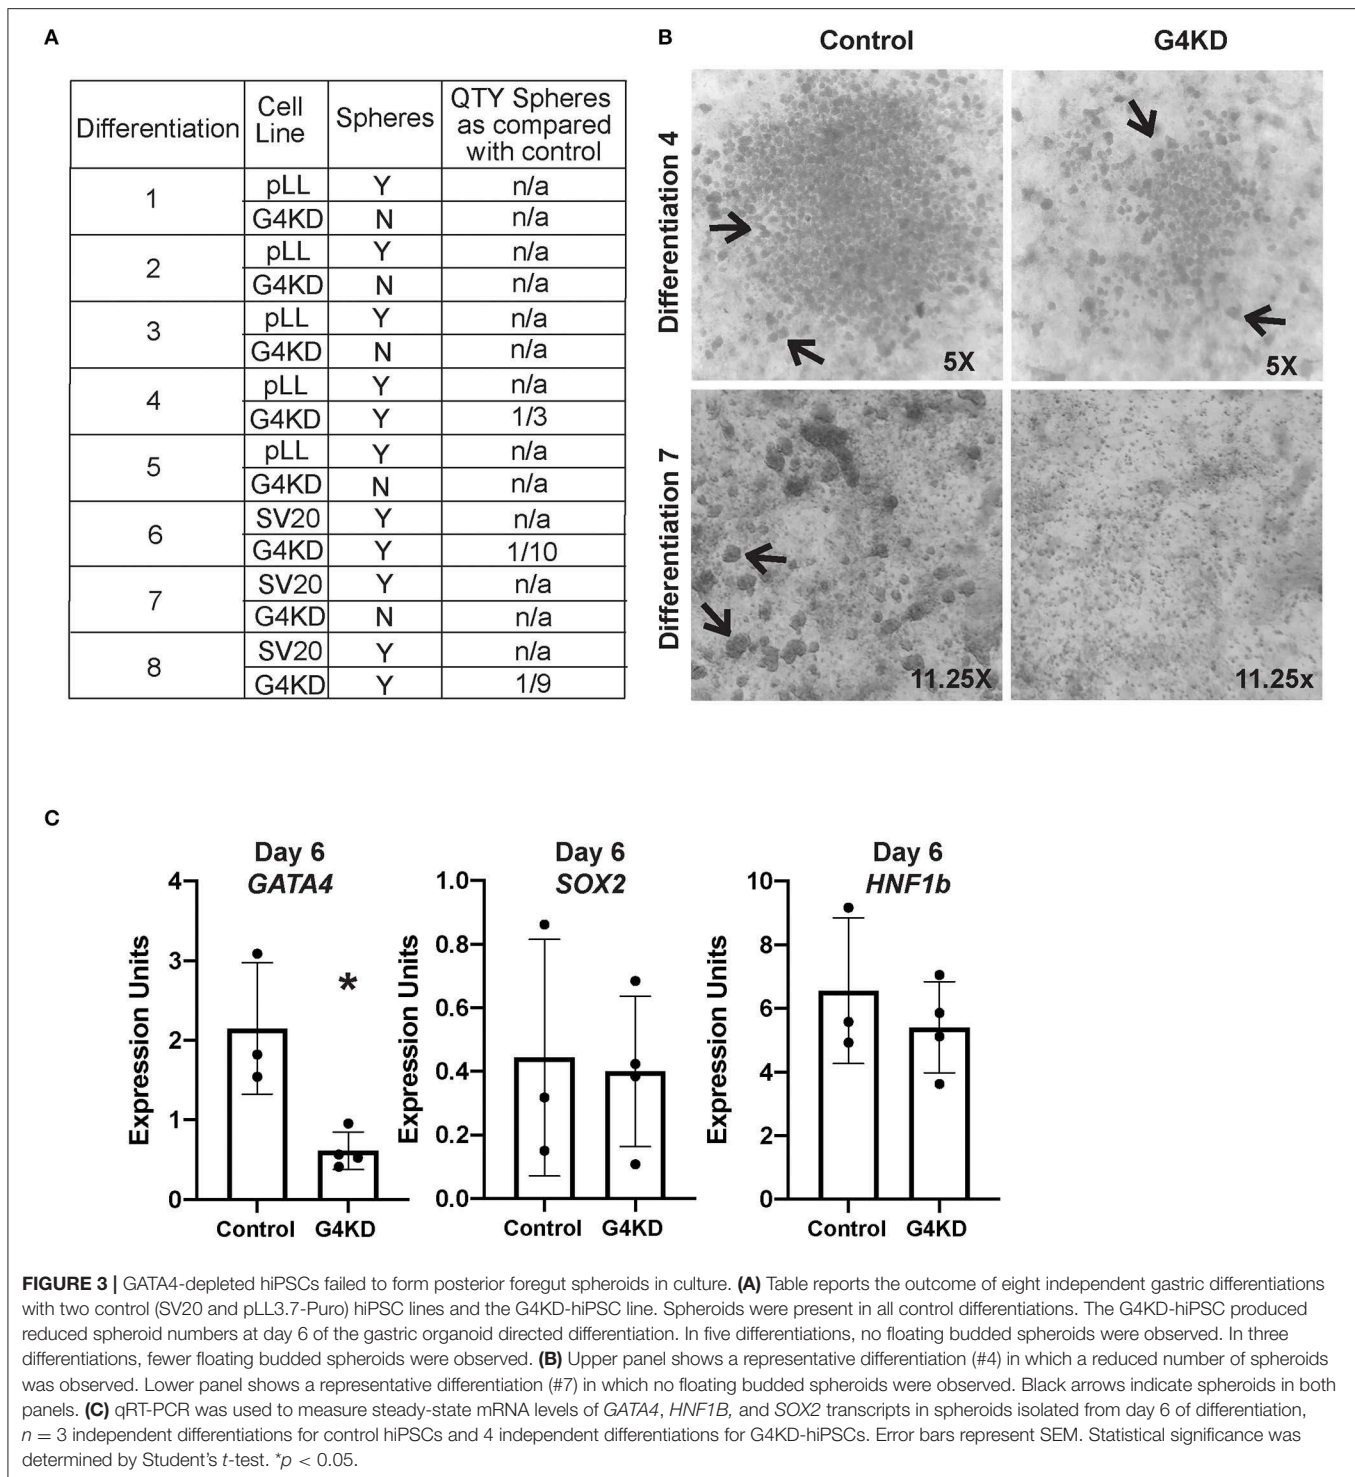 A
Differentiation | Cell Line | Spheres | QTY Spheres as compared with control
1 | pLL | Y | n/a
G4KD | N | n/a
2 | pLL | Y | n/a
G4KD | N | n/a
3 | pLL | Y | n/a
G4KD | N | n/a
4 | pLL | Y | n/a
G4KD | Y | 1/3
5 | pLL | Y | n/a
G4KD | N | n/a
6 | SV20 | Y | n/a
G4KD | Y | 1/10
7 | SV20 | Y | n/a
G4KD | N | n/a
8 | SV20 | Y | n/a
G4KD | Y | 1/9
B
Control
G4KD
Differentiation 4
5X
5X
Differentiation 7
11.25X
11.25x
C
Day 6
GATA4
Expression Units
4
3
2
1
0
*
Control G4KD
Day 6
SOX2
Expression Units
1.0
0.8
0.6
0.4
0.2
0.0
Control G4KD
Day 6
HNF1b
Expression Units
10
8
6
4
2
0
Control G4KD
FIGURE 3 | GATA4-depleted hiPSCs failed to form posterior foregut spheroids in culture. (A) Table reports the outcome of eight independent gastric differentiations
with two control (SV20 and pLL3.7-Puro) hiPSC lines and the G4KD-hiPSC line. Spheroids were present in all control differentiations. The G4KD-hiPSC produced
reduced spheroid numbers at day 6 of the gastric organoid directed differentiation. In five differentiations, no floating budded spheroids were observed. In three
differentiations, fewer floating budded spheroids were observed. (B) Upper panel shows a representative differentiation (#4) in which a reduced number of spheroids
was observed. Lower panel shows a representative differentiation (#7) in which no floating budded spheroids were observed. Black arrows indicate spheroids in both
panels. (C) qRT-PCR was used to measure steady-state mRNA levels of GATA4, HNF1B, and SOX2 transcripts in spheroids isolated from day 6 of differentiation,
n = 3 independent differentiations for control hiPSCs and 4 independent differentiations for G4KD-hiPSCs. Error bars represent SEM. Statistical significance was
determined by Student's t-test. *p < 0.05.